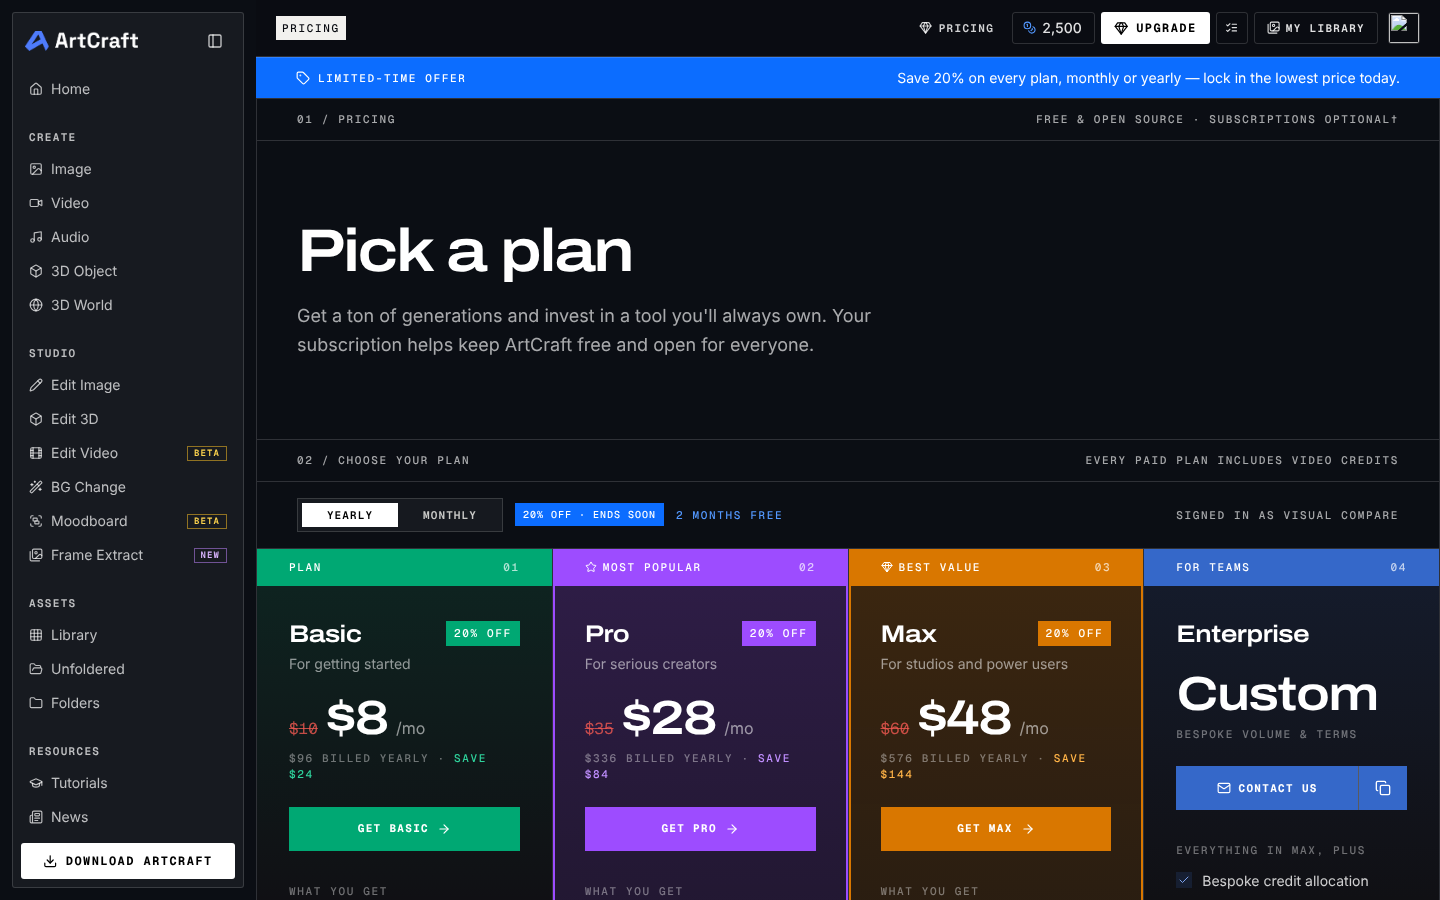 ArtCraft
Home
CREATE
Image
Video
Audio
3D Object
3D World
STUDIO
Edit Image
Edit 3D
Edit Video BETA
BG Change
Moodboard BETA
Frame Extract NEW
ASSETS
Library
Unfoldered
Folders
RESOURCES
Tutorials
News
DOWNLOAD ARTCRAFT
PRICING
PRICING 2,500 UPGRADE MY LIBRARY
LIMITED-TIME OFFER
Save 20% on every plan, monthly or yearly — lock in the lowest price today.
01 / PRICING
FREE & OPEN SOURCE · SUBSCRIPTIONS OPTIONAL†
Pick a plan
Get a ton of generations and invest in a tool you'll always own. Your
subscription helps keep ArtCraft free and open for everyone.
02 / CHOOSE YOUR PLAN
EVERY PAID PLAN INCLUDES VIDEO CREDITS
YEARLY MONTHLY 20% OFF · ENDS SOON 2 MONTHS FREE
SIGNED IN AS VISUAL COMPARE
PLAN 01
Basic 20% OFF
For getting started
$10 $8 /mo
$96 BILLED YEARLY · SAVE
$24
GET BASIC
WHAT YOU GET
MOST POPULAR 02
Pro 20% OFF
For serious creators
$35 $28 /mo
$336 BILLED YEARLY · SAVE
$84
GET PRO
WHAT YOU GET
BEST VALUE 03
Max 20% OFF
For studios and power users
$60 $48 /mo
$576 BILLED YEARLY · SAVE
$144
GET MAX
WHAT YOU GET
FOR TEAMS 04
Enterprise
Custom
BESPOKE VOLUME & TERMS
CONTACT US
EVERYTHING IN MAX, PLUS
Bespoke credit allocation